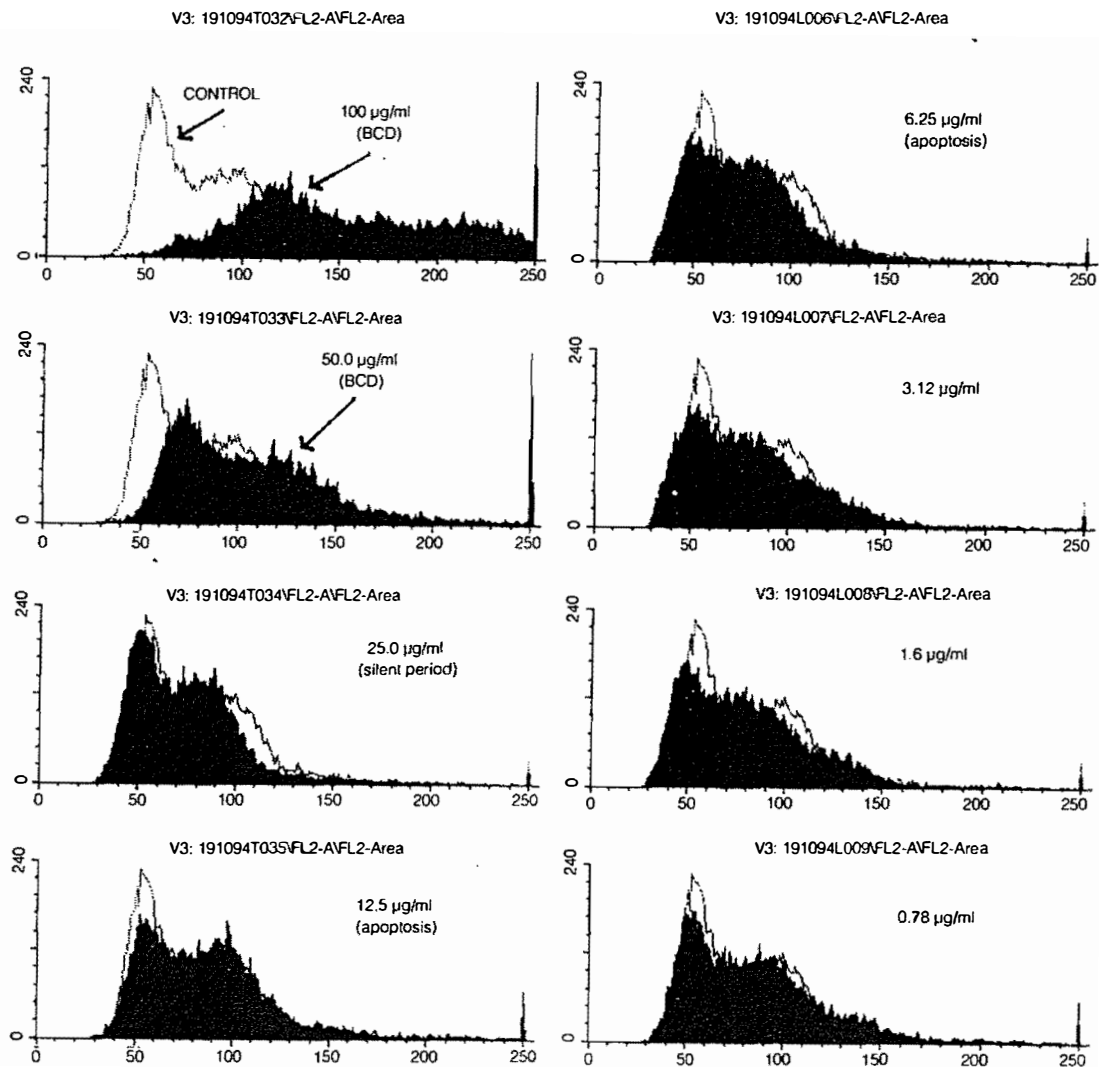 V3: 191094T032\FL2-A\FL2-Area
240
CONTROL
100 µg/ml
(BCD)
0
0 50 100 150 200 250
V3: 191094L006\FL2-A\FL2-Area
240
6.25 µg/ml
(apoptosis)
0
0 50 100 150 200 250
V3: 191094T033\FL2-A\FL2-Area
240
50.0 µg/ml
(BCD)
0
0 50 100 150 200 250
V3: 191094L007\FL2-A\FL2-Area
240
3.12 µg/ml
0
0 50 100 150 200 250
V3: 191094T034\FL2-A\FL2-Area
240
25.0 µg/ml
(silent period)
0
0 50 100 150 200 250
V3: 191094L008\FL2-A\FL2-Area
240
1.6 µg/ml
0
0 50 100 150 200 250
V3: 191094T035\FL2-A\FL2-Area
240
12.5 µg/ml
(apoptosis)
0
0 50 100 150 200 250
V3: 191094L009\FL2-A\FL2-Area
240
0.78 µg/ml
0
0 50 100 150 200 250